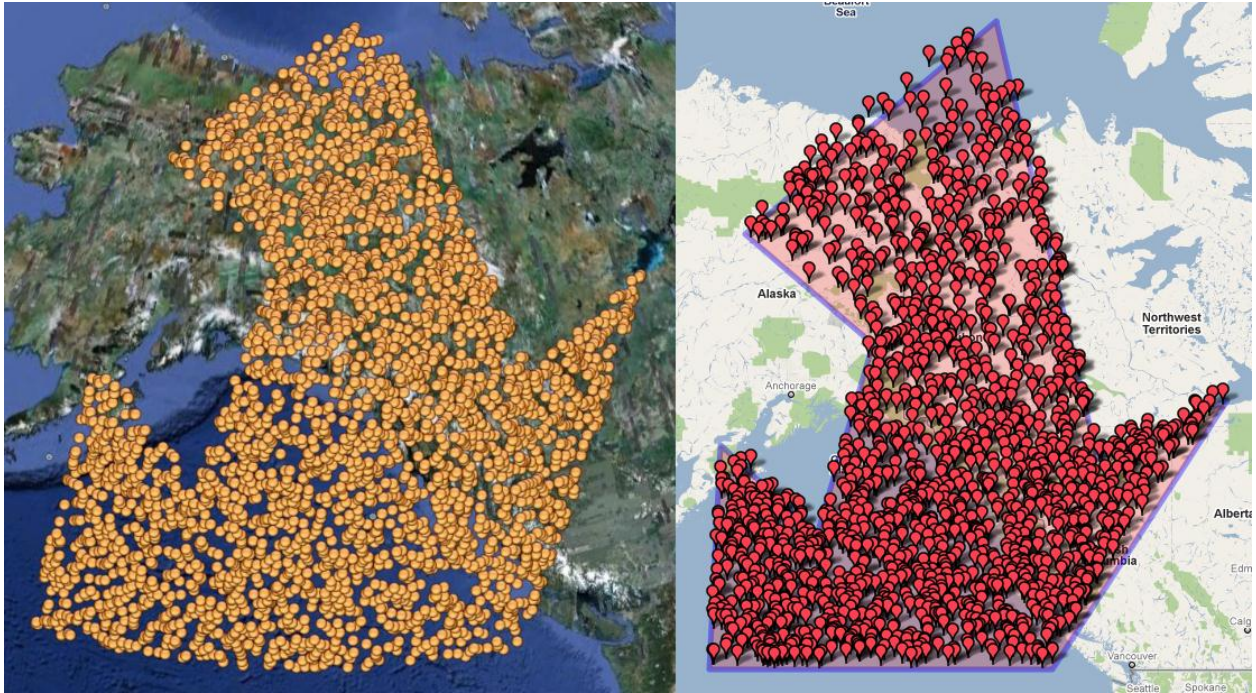 Beaufort
Sea
Alaska
Northwest
Territories
Anchorage
Alberta
Vancouver
Seattle
Spokane